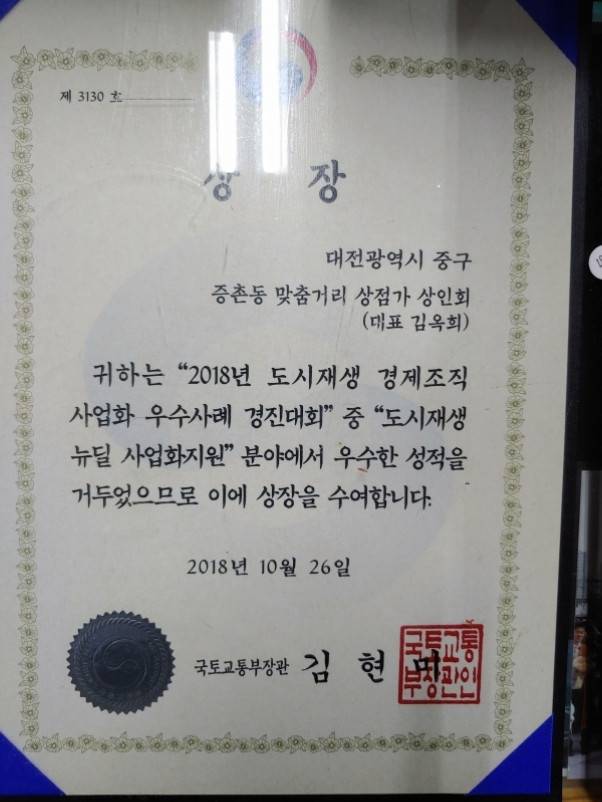 제 3130 호
상 장
대전광역시 중구
중촌동 맞춤거리 상점가 상인회
(대표 김옥희)
귀하는 “2018년 도시재생 경제조직
사업화 우수사례 경진대회” 중 “도시재생
뉴딜 사업화지원” 분야에서 우수한 성적을
거두었으므로 이에 상장을 수여합니다.
2018년 10월 26일
국토교통부장관 김 현 미
국토교통
부장관인